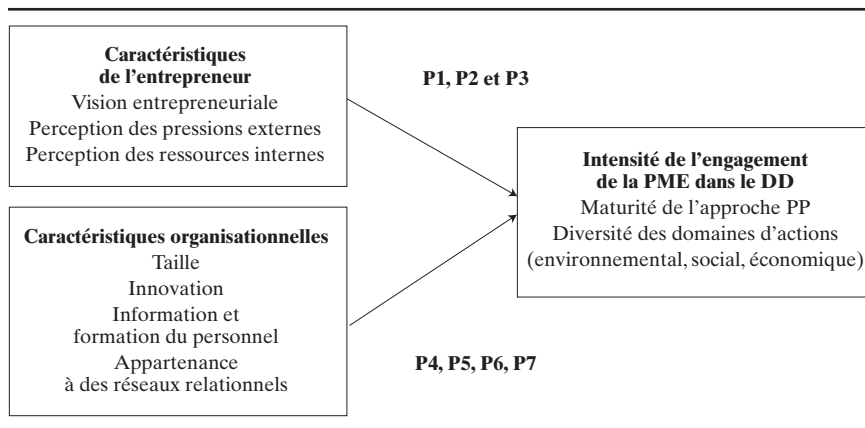 Caractéristiques
de l’entrepreneur
Vision entrepreneuriale
Perception des pressions externes
Perception des ressources internes
P1, P2 et P3
Caractéristiques organisationnelles
Taille
Innovation
Information et
formation du personnel
Appartenance
à des réseaux relationnels
P4, P5, P6, P7
Intensité de l’engagement
de la PME dans le DD
Maturité de l’approche PP
Diversité des domaines d’actions
(environnemental, social, économique)